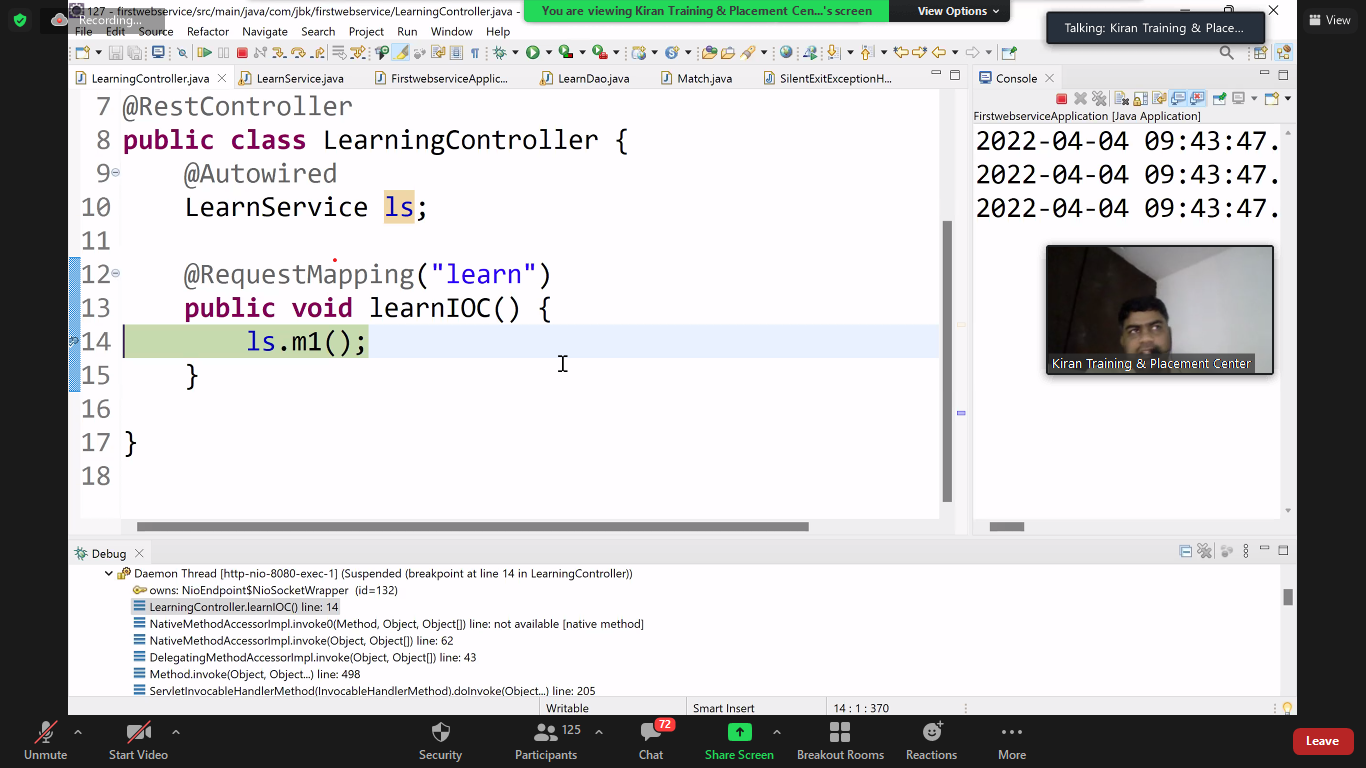 Recording...
127 - firstwebservice/src/main/java/com/jbk/firstwebservice/LearningController.java -
You are viewing Kiran Training & Placement Cen...'s screen
View Options
Talking: Kiran Training & Place...
View
File Edit Source Refactor Navigate Search Project Run Window Help
LearningController.java
LearnService.java
FirstwebserviceApplic...
LearnDao.java
Match.java
SilentExitExceptionH...
Console
FirstwebserviceApplication [Java Application]
2022-04-04 09:43:47.
2022-04-04 09:43:47.
2022-04-04 09:43:47.
7 @RestController
8 public class LearningController {
9 @Autowired
10 LearnService ls;
11
12 @RequestMapping("learn")
13 public void learnIOC() {
14 ls.m1();
15 }
16
17 }
18
Kiran Training & Placement Center
Debug
Daemon Thread [http-nio-8080-exec-1] (Suspended (breakpoint at line 14 in LearningController))
owns: NioEndpoint$NioSocketWrapper (id=132)
LearningController.learnIOC() line: 14
NativeMethodAccessorImpl.invoke0(Method, Object, Object[]) line: not available [native method]
NativeMethodAccessorImpl.invoke(Object, Object[]) line: 62
DelegatingMethodAccessorImpl.invoke(Object, Object[]) line: 43
Method.invoke(Object, Object...) line: 498
ServletInvocableHandlerMethod(InvocableHandlerMethod).doInvoke(Object...) line: 205
Writable
Smart Insert
14 : 1 : 370
125
72
Unmute
Start Video
Security
Participants
Chat
Share Screen
Breakout Rooms
Reactions
More
Leave